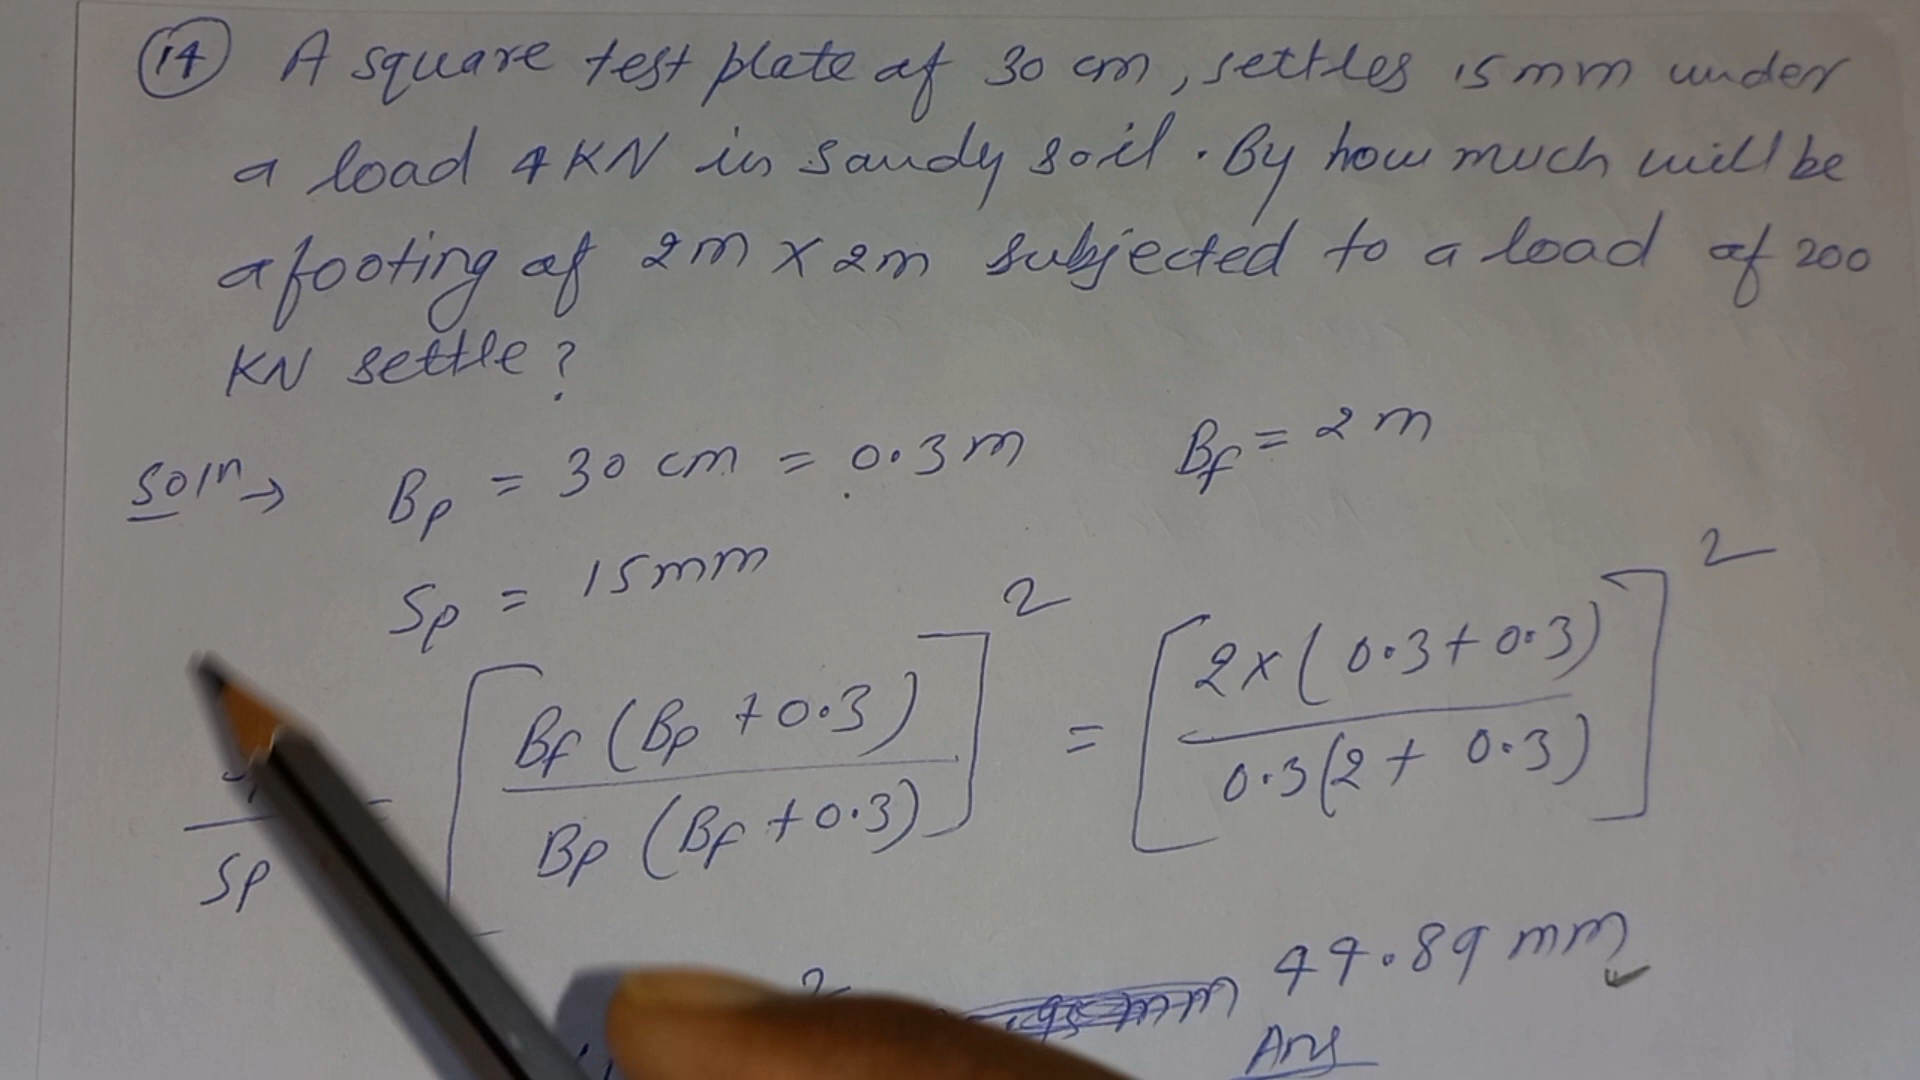 14 A square test plate of 30 cm, settles 15 mm under
a load 4 KN in sandy soil. By how much will be
a footing of 2m x 2m subjected to a load of 200
KN settle?
Soln → Bp = 30 cm = 0.3 m Bf = 2 m
Sp = 15mm
Sp = [Bf (Bp + 0.3) / Bp (Bf + 0.3)]2 = [2x (0.3 + 0.3) / 0.3(2 + 0.3)]2
2 44.89 mm
Ans